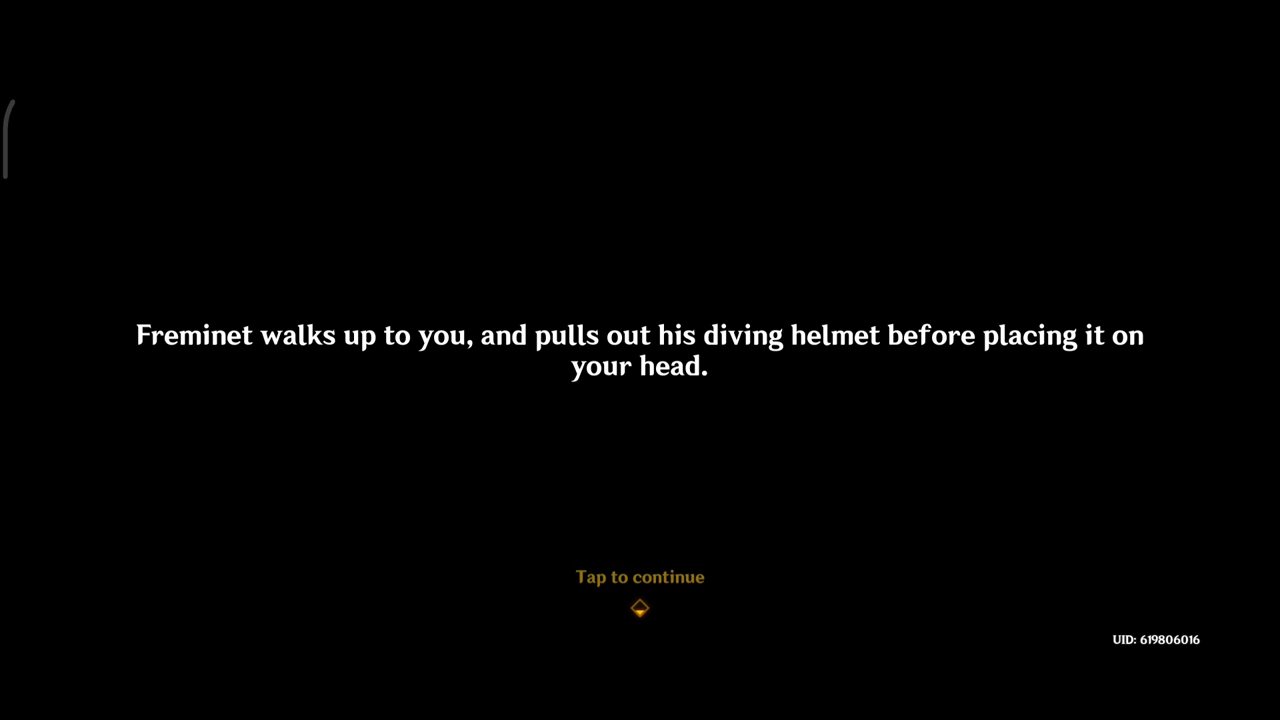 Freminet walks up to you, and pulls out his diving helmet before placing it on
your head.
Tap to continue
UID: 619806016